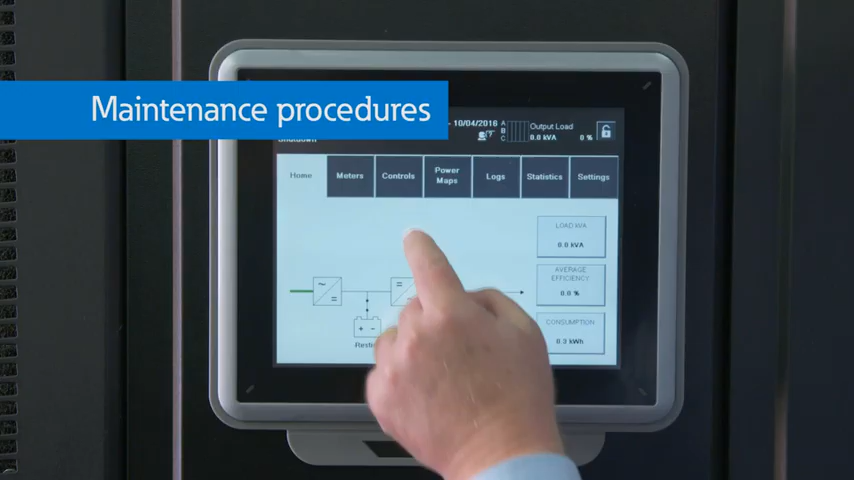 Maintenance procedures
- 10/04/2016
A
B
C
Output Load
0.0 kVA 0 %
Shutdown
Home
Meters
Controls
Power
Maps
Logs
Statistics
Settings
LOAD kVA
0.0 kVA
AVERAGE
EFFICIENCY
0.0 %
CONSUMPTION
0.3 kWh